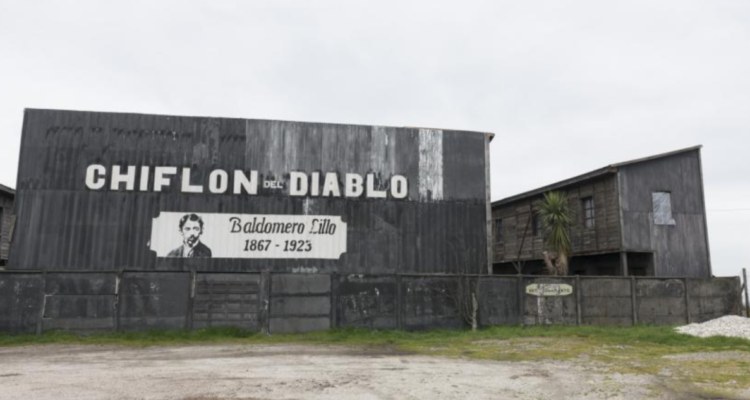 CHIFLON DEL DIABLO
Baldomero Lillo
1867 - 1923